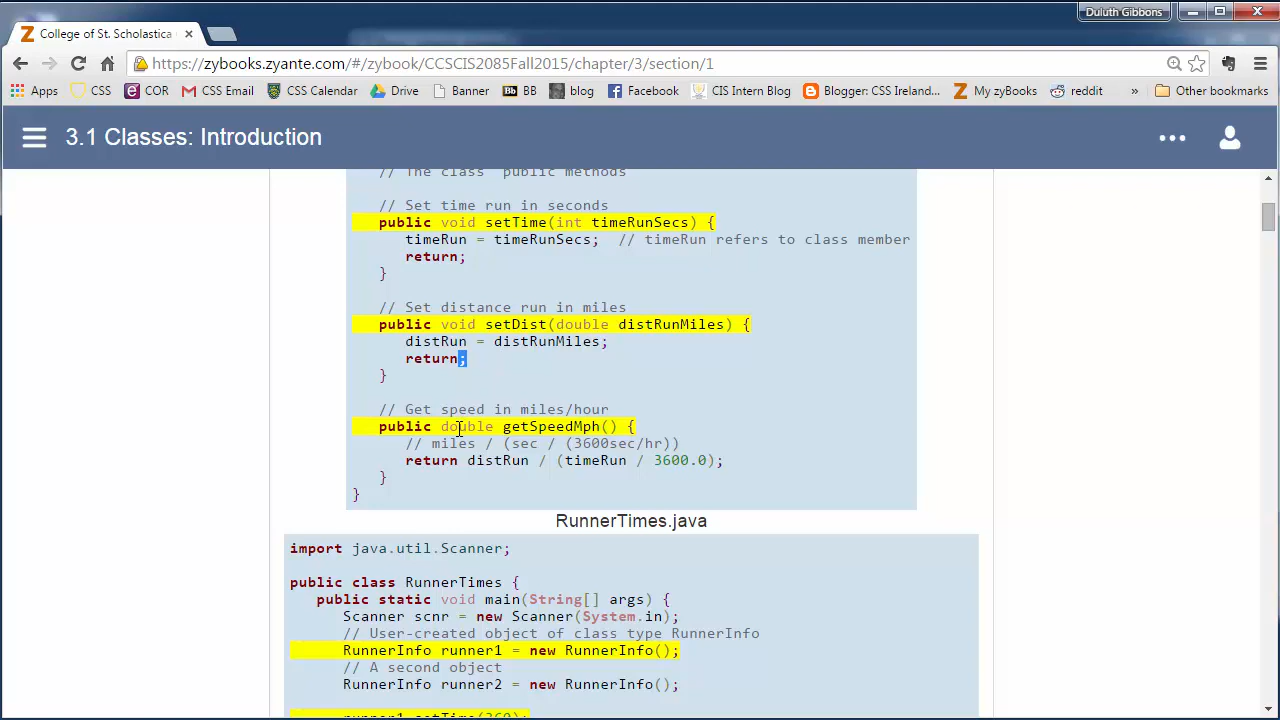 Duluth Gibbons
College of St. Scholastica
https://zybooks.zyante.com/#/zybook/CCSCIS2085Fall2015/chapter/3/section/1
Apps CSS COR CSS Email CSS Calendar Drive Banner Bb BB blog Facebook CIS Intern Blog Blogger: CSS Ireland... My zyBooks reddit » Other bookmarks
3.1 Classes: Introduction
// The class' public methods
// Set time run in seconds
public void setTime(int timeRunSecs) {
timeRun = timeRunSecs; // timeRun refers to class member
return;
}
// Set distance run in miles
public void setDist(double distRunMiles) {
distRun = distRunMiles;
return;
}
// Get speed in miles/hour
public double getSpeedMph() {
// miles / (sec / (3600sec/hr))
return distRun / (timeRun / 3600.0);
}
}
RunnerTimes.java
import java.util.Scanner;
public class RunnerTimes {
public static void main(String[] args) {
Scanner scnr = new Scanner(System.in);
// User-created object of class type RunnerInfo
RunnerInfo runner1 = new RunnerInfo();
// A second object
RunnerInfo runner2 = new RunnerInfo();
runner1.setTime(360);